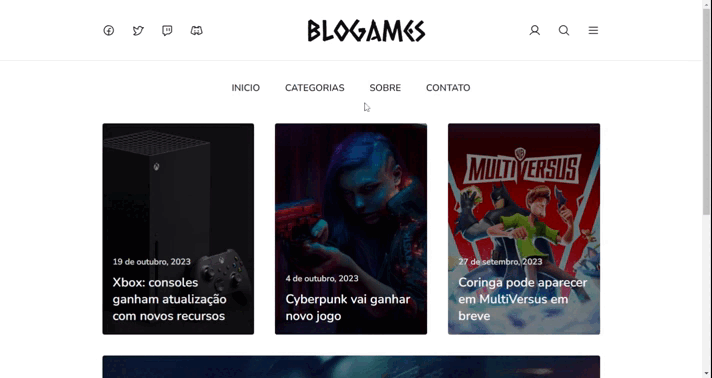 BLOGAMES
INICIO CATEGORIAS SOBRE CONTATO
19 de outubro, 2023
Xbox: consoles
ganham atualização
com novos recursos
4 de outubro, 2023
Cyberpunk vai ganhar
novo jogo
MULTIVERSUS
27 de setembro, 2023
Coringa pode aparecer
em MultiVersus em
breve